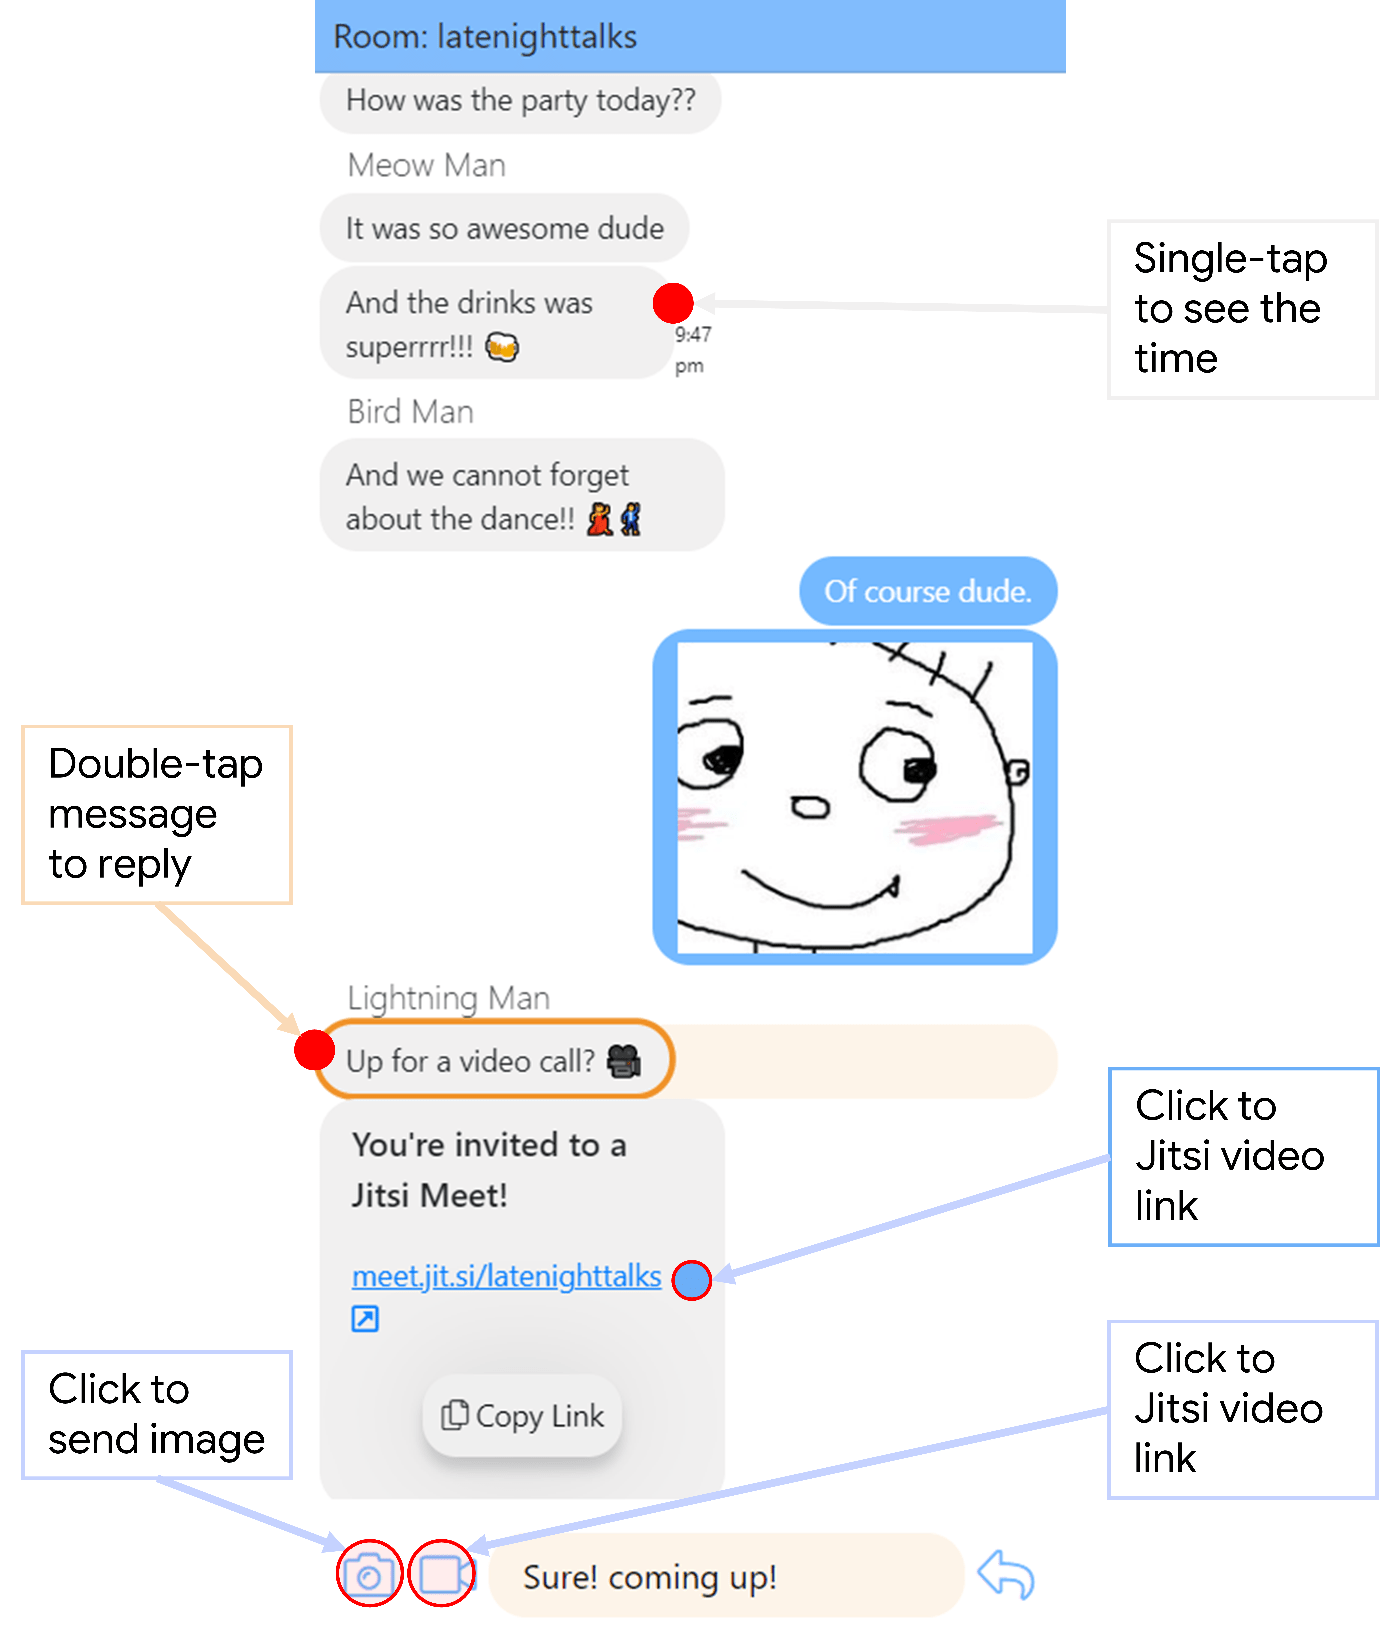 Room: latenighttalks
How was the party today??
Meow Man
It was so awesome dude
And the drinks was
superrrr!!! 🍻
9:47
pm
Single-tap
to see the
time
Bird Man
And we cannot forget
about the dance!! 💃🕺
Of course dude.
Double-tap
message
to reply
Lightning Man
Up for a video call? 🎥
You're invited to a
Jitsi Meet!
meet.jit.si/latenighttalks
Click to
Jitsi video
link
Copy Link
Click to
send image
Click to
Jitsi video
link
Sure! coming up!